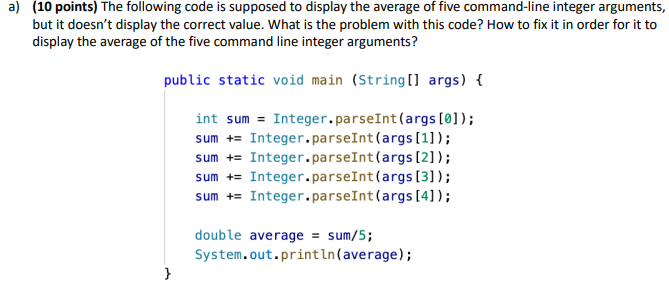 a) (10 points) The following code is supposed to display the average of five command-line integer arguments,
but it doesn't display the correct value. What is the problem with this code? How to fix it in order for it to
display the average of the five command line integer arguments?
public static void main (String[] args) {
int sum = Integer.parseInt(args[0]);
sum += Integer.parseInt(args[1]);
sum += Integer.parseInt(args[2]);
sum += Integer.parseInt(args[3]);
sum += Integer.parseInt(args[4]);
double average = sum/5;
System.out.println(average);
}